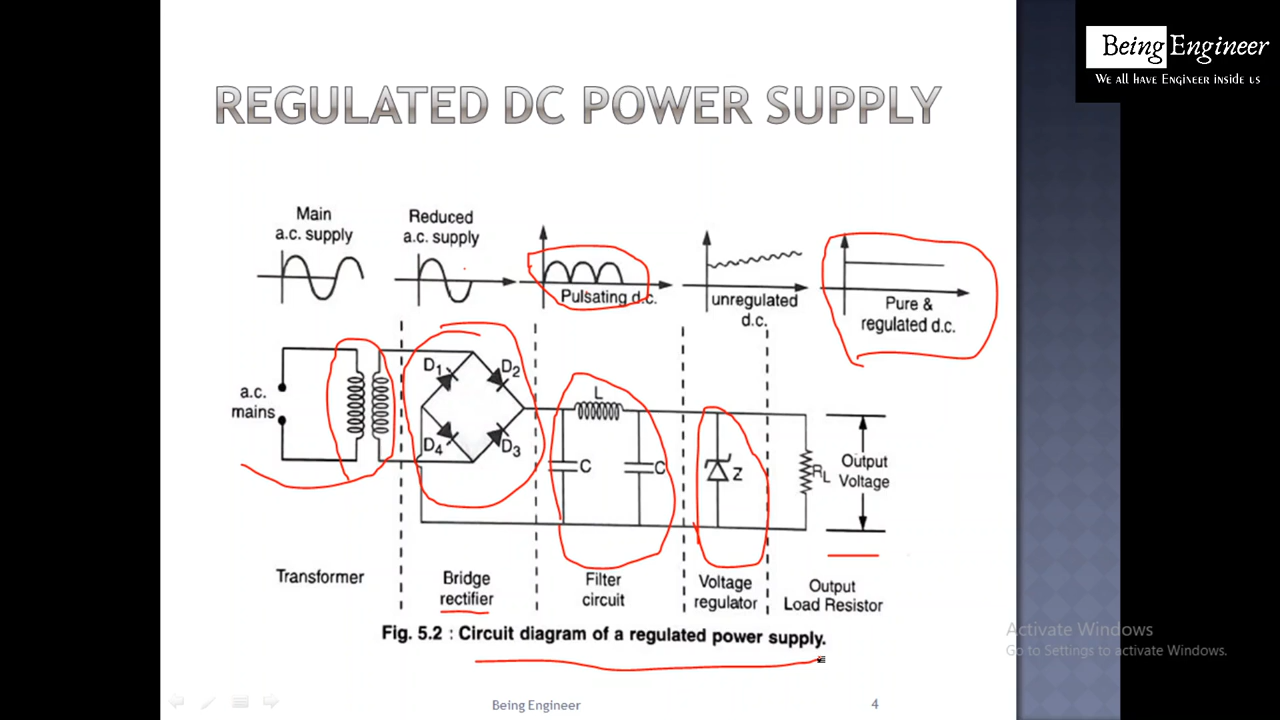 Being Engineer
We all have Engineer inside us
REGULATED DC POWER SUPPLY
Main
a.c. supply
Reduced
a.c. supply
Pulsating d.c.
unregulated
d.c.
Pure &
regulated d.c.
a.c.
mains
D1
D2
D4
D3
L
C
C
Z
RL
Output
Voltage
Transformer
Bridge
rectifier
Filter
circuit
Voltage
regulator
Output
Load Resistor
Fig. 5.2 : Circuit diagram of a regulated power supply.
Activate Windows
Go to Settings to activate Windows.
Being Engineer
4